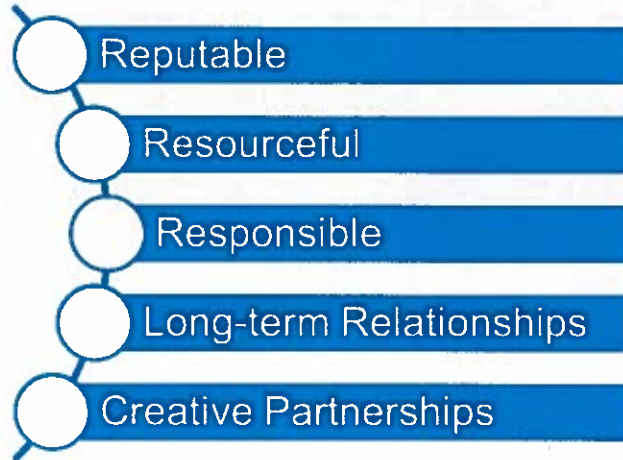 Reputable
Resourceful
Responsible
Long-term Relationships
Creative Partnerships